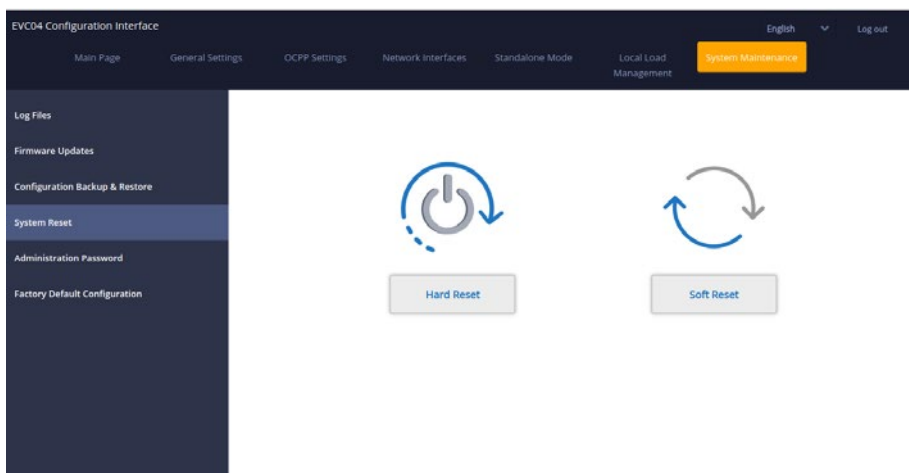 EVC04 Configuration Interface
English
Log out
Main Page
General Settings
OCPP Settings
Network Interfaces
Standalone Mode
Local Load
Management
System Maintenance
Log Files
Firmware Updates
Configuration Backup & Restore
System Reset
Administration Password
Factory Default Configuration
Hard Reset
Soft Reset